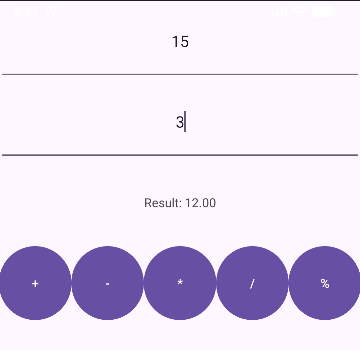 15
3
Result: 12.00
+ - * / %